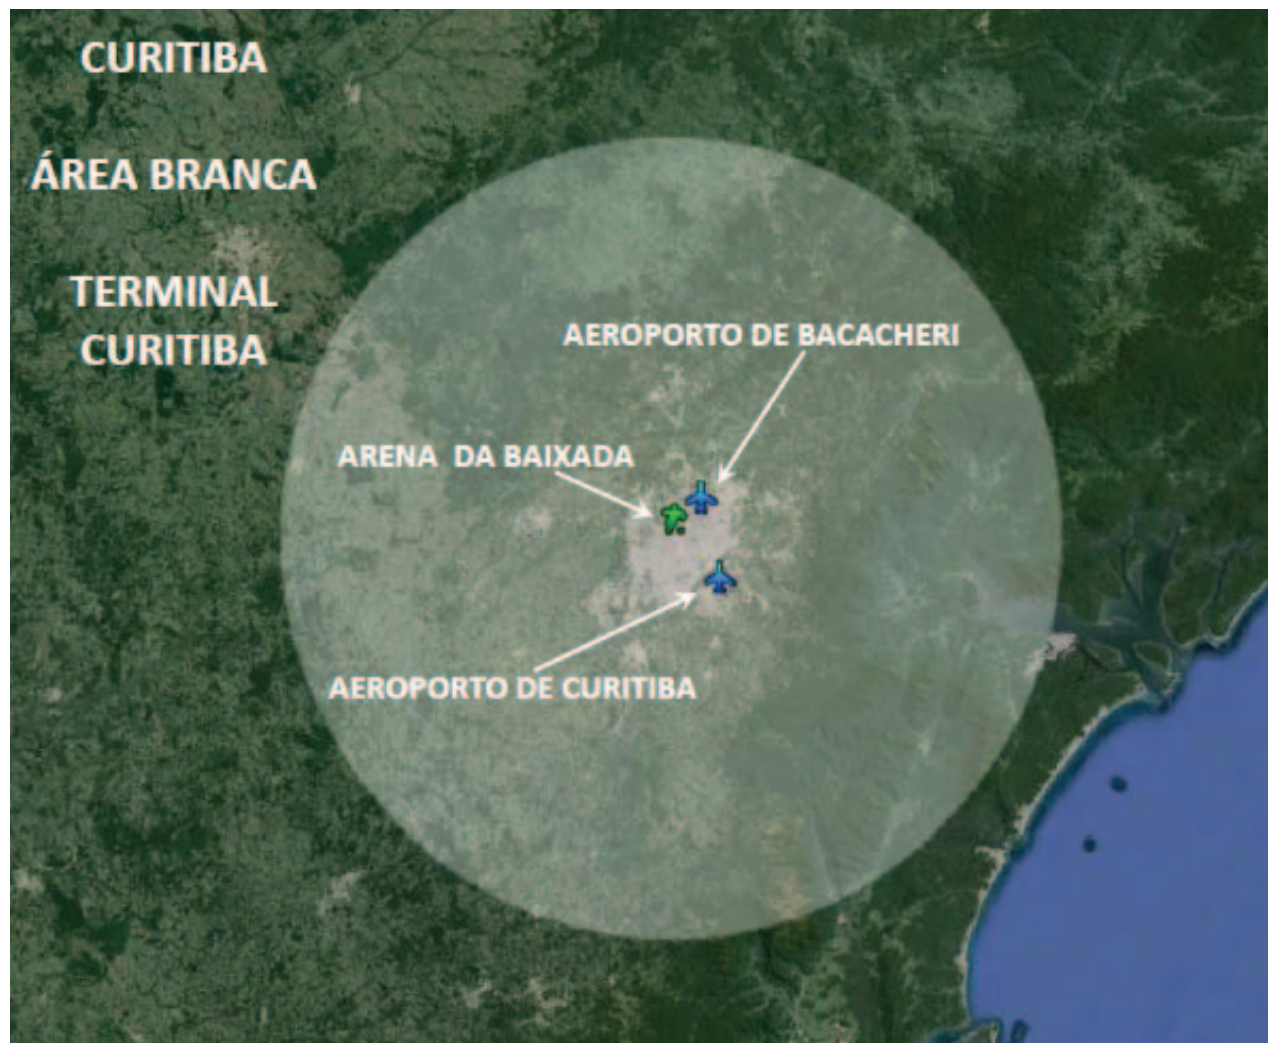 CURITIBA
ÁREA BRANCA
TERMINAL
CURITIBA
AEROPORTO DE BACACHERI
ARENA DA BAIXADA
AEROPORTO DE CURITIBA